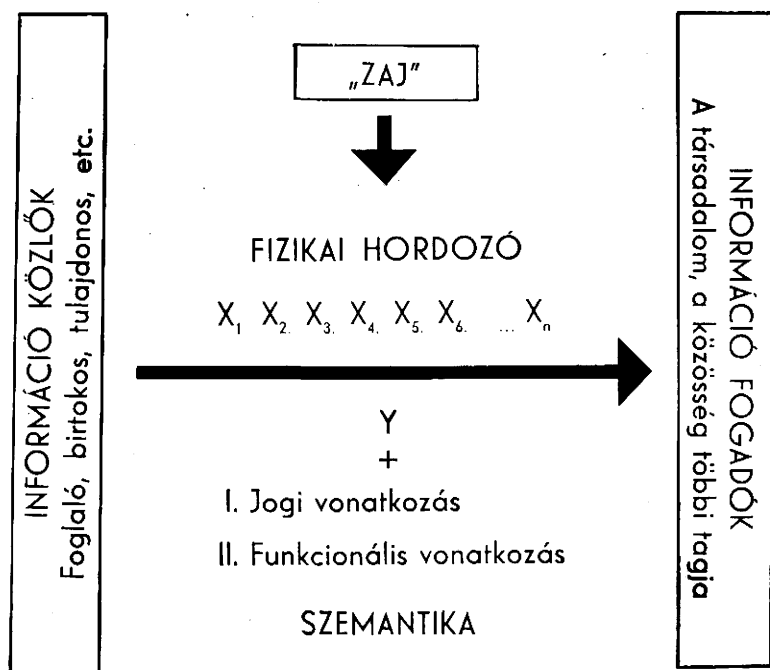 INFORMÁCIÓ KÖZLŐK
Foglaló, birtokos, tulajdonos, etc.
„ZAJ”
FIZIKAI HORDOZÓ
X₁ X₂. X₃. X₄. X₅. X₆. ... Xₙ
Y
+
I. Jogi vonatkozás
II. Funkcionális vonatkozás
SZEMANTIKA
INFORMÁCIÓ FOGADÓK
A társadalom, a közösség többi tagja